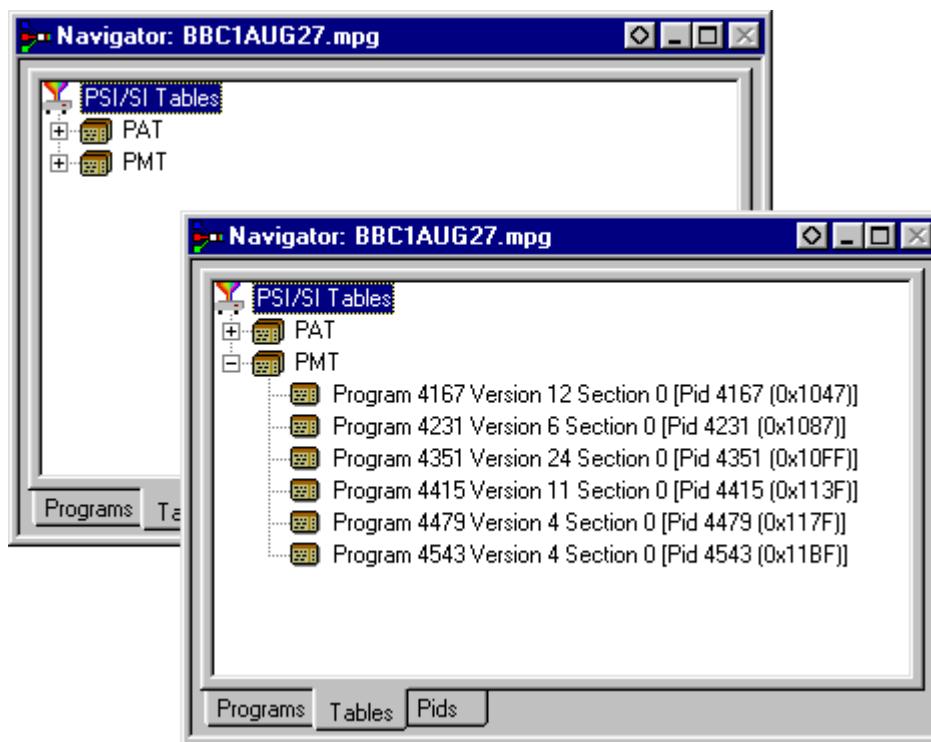 Navigator: BBC1AUG27.mpg
PSI/SI Tables
PAT
PMT
Programs Ta
Navigator: BBC1AUG27.mpg
PSI/SI Tables
PAT
PMT
Program 4167 Version 12 Section 0 [Pid 4167 (0x1047)]
Program 4231 Version 6 Section 0 [Pid 4231 (0x1087)]
Program 4351 Version 24 Section 0 [Pid 4351 (0x10FF)]
Program 4415 Version 11 Section 0 [Pid 4415 (0x113F)]
Program 4479 Version 4 Section 0 [Pid 4479 (0x117F)]
Program 4543 Version 4 Section 0 [Pid 4543 (0x11BF)]
Programs Tables Pids